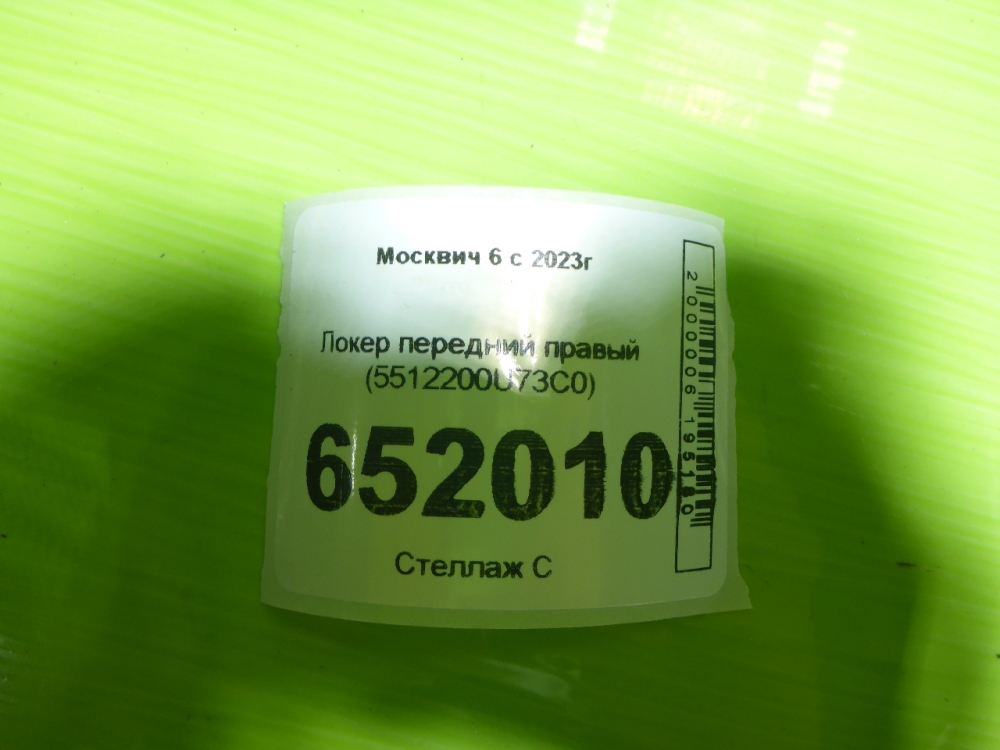 Москвич 6 с 2023г
Локер передний правый
(5512200U73C0)
652010
Стеллаж С
2000006195180